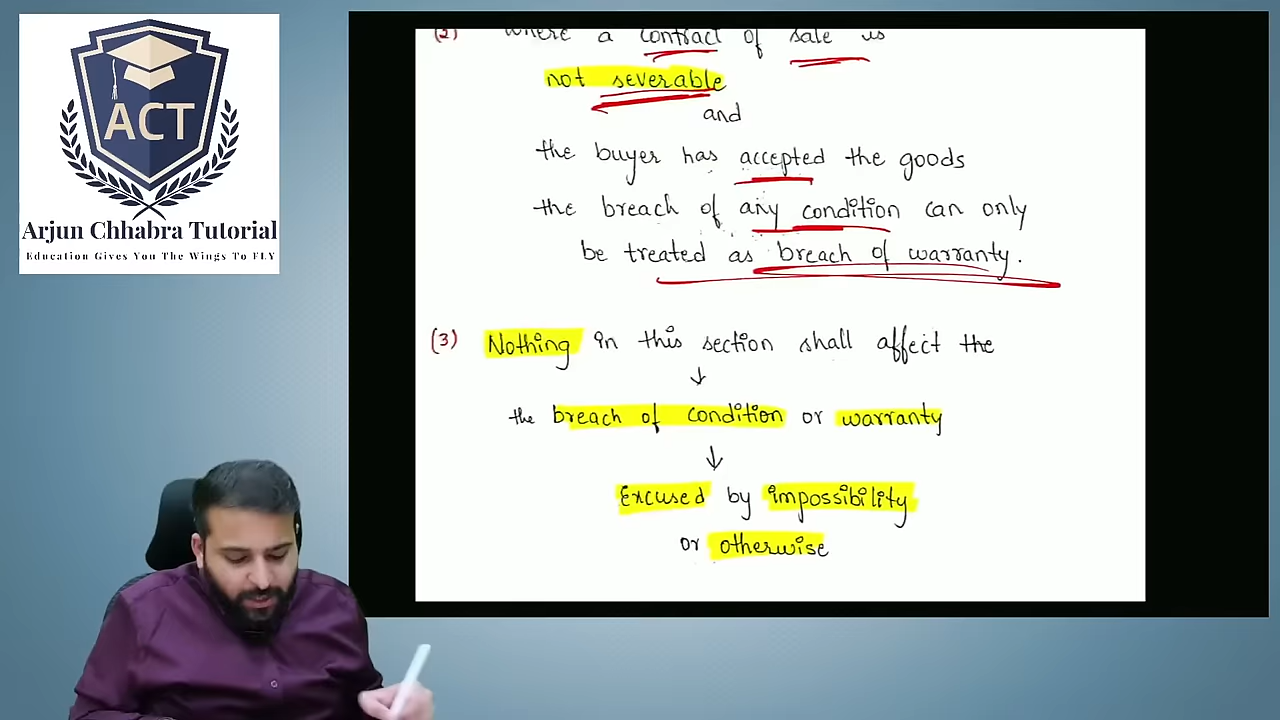 ACT
Arjun Chhabra Tutorial
Education Gives You The Wings To FLY
(2) where a contract of sale is
not severable
and
the buyer has accepted the goods
the breach of any condition can only
be treated as breach of warranty.
(3) Nothing in this section shall affect the
the breach of condition or warranty
Excused by impossibility
or otherwise